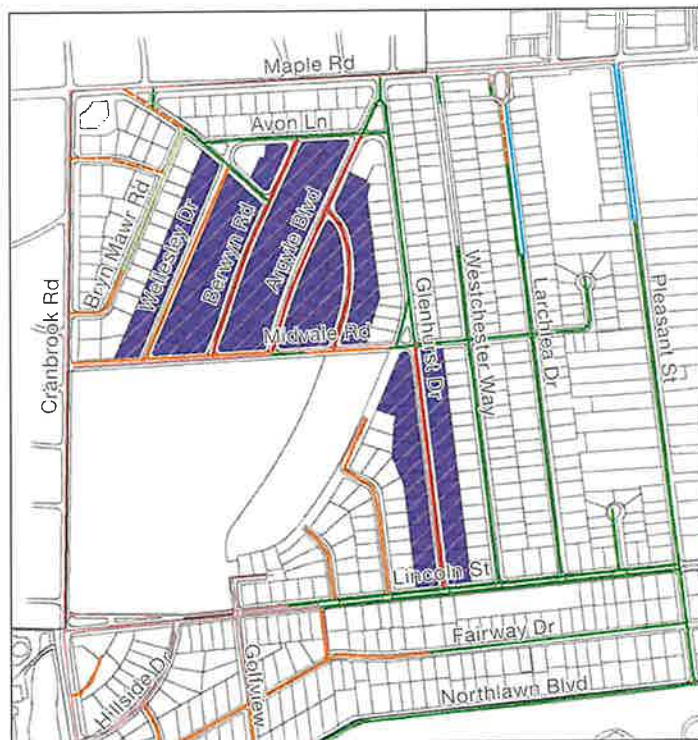 Maple Rd
Avon Ln
Bryn Mawr Rd
Wellesley Dr
Berwyn Rd
Argyle Blvd
Cranbrook Rd
Midvale Rd
Glenhurst Dr
Westchester Way
Larchlea Dr
Pleasant St
Lincoln St
Fairway Dr
Hillside Dr
Golfview
Northlawn Blvd